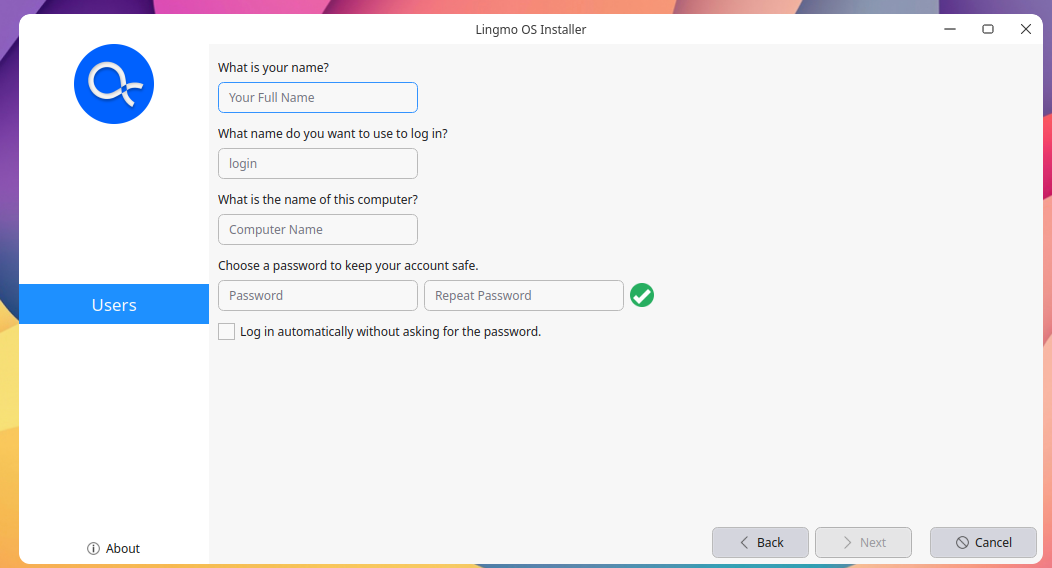 Lingmo OS Installer
What is your name?
Your Full Name
What name do you want to use to log in?
login
What is the name of this computer?
Computer Name
Choose a password to keep your account safe.
Password Repeat Password
Log in automatically without asking for the password.
Users
About
Back Next Cancel